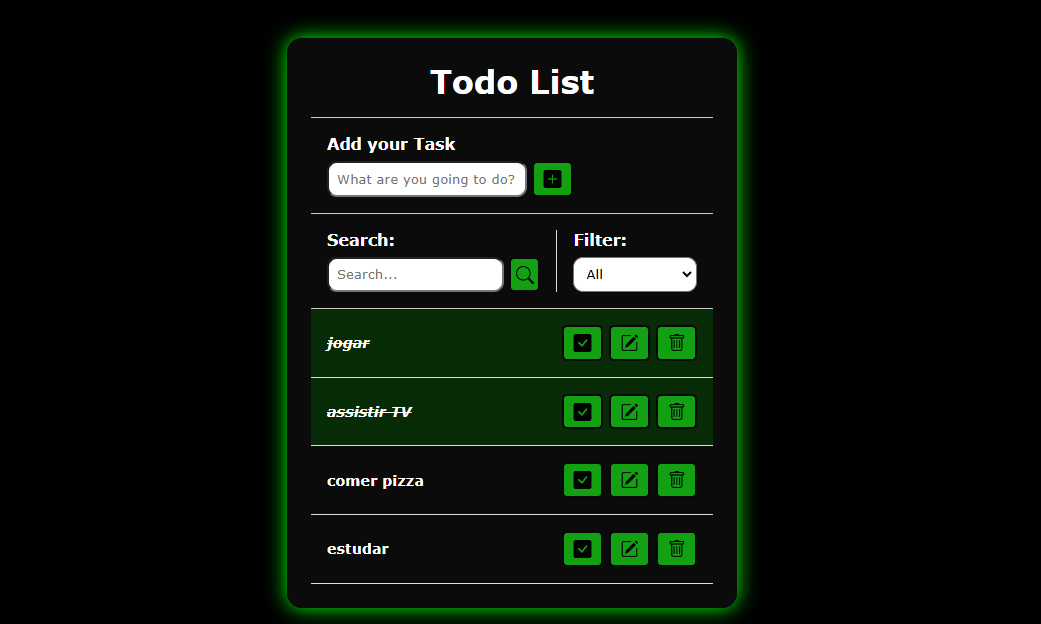 Todo List
Add your Task
What are you going to do?
Search:
Filter:
Search...
All
jogar
assistir TV
comer pizza
estudar